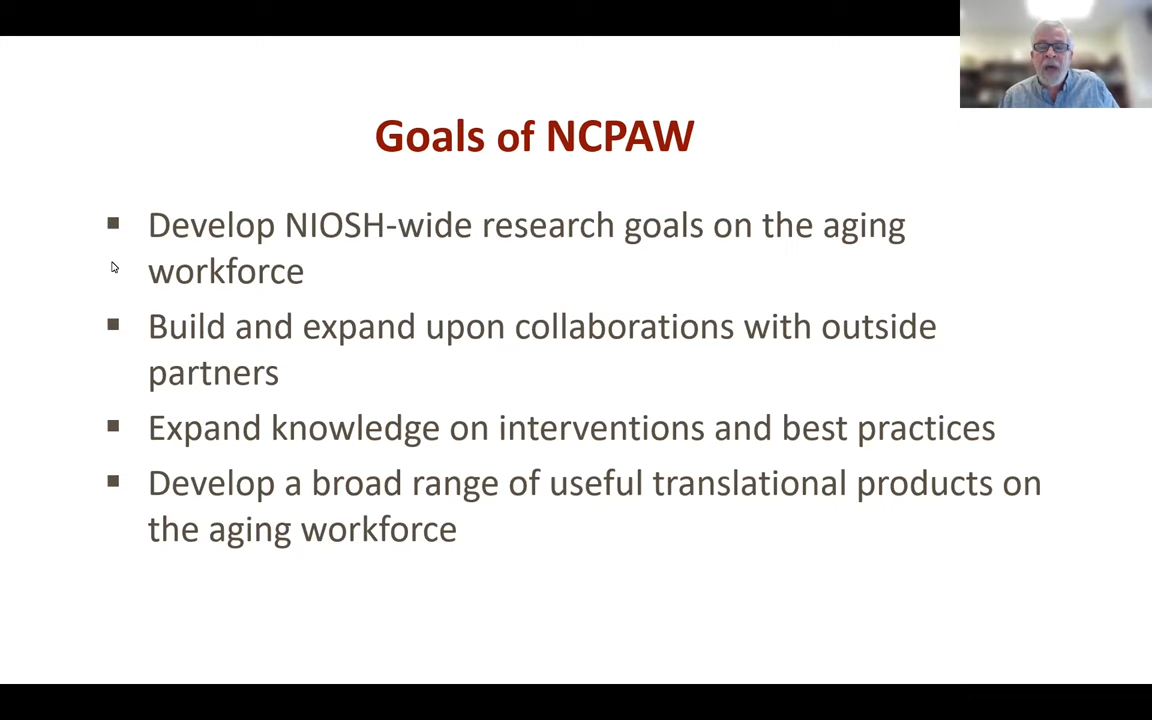 Goals of NCPAW
Develop NIOSH-wide research goals on the aging
workforce
Build and expand upon collaborations with outside
partners
Expand knowledge on interventions and best practices
Develop a broad range of useful translational products on
the aging workforce